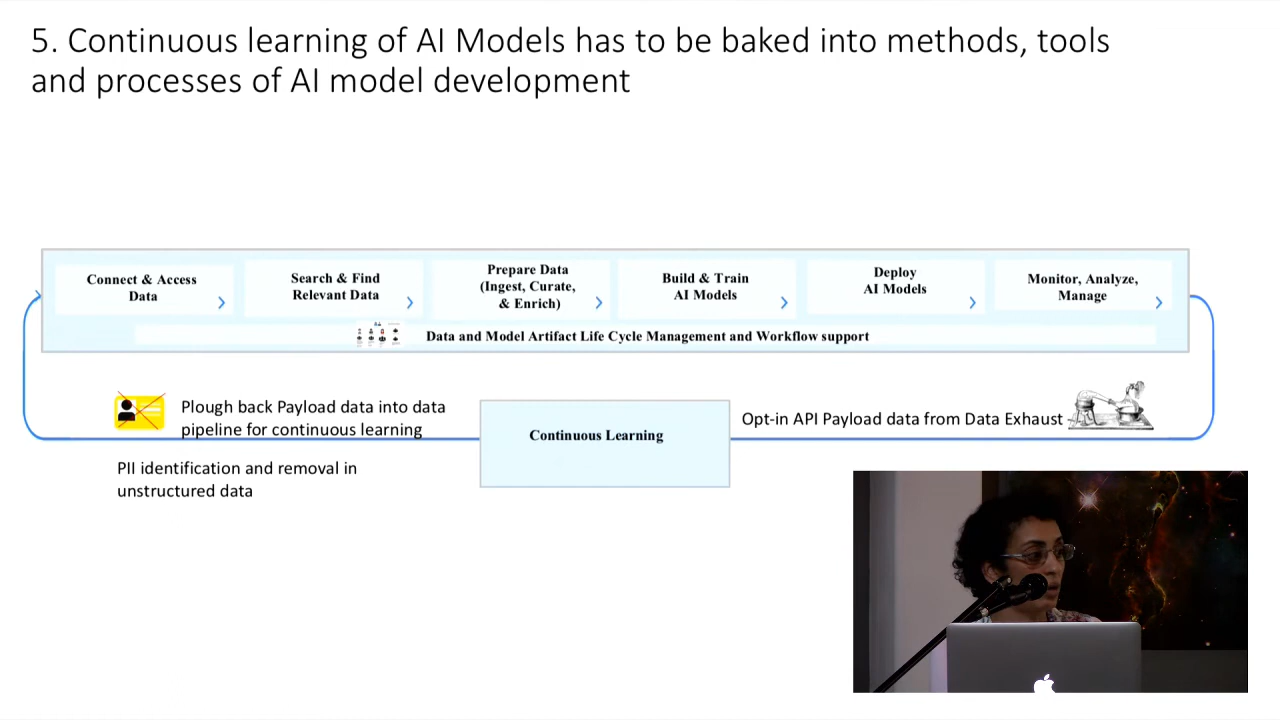 5. Continuous learning of AI Models has to be baked into methods, tools
and processes of AI model development
Connect & Access
Data
Search & Find
Relevant Data
Prepare Data
(Ingest, Curate,
& Enrich)
Build & Train
AI Models
Deploy
AI Models
Monitor, Analyze,
Manage
Data and Model Artifact Life Cycle Management and Workflow support
Plough back Payload data into data
pipeline for continuous learning
PII identification and removal in
unstructured data
Continuous Learning
Opt-in API Payload data from Data Exhaust